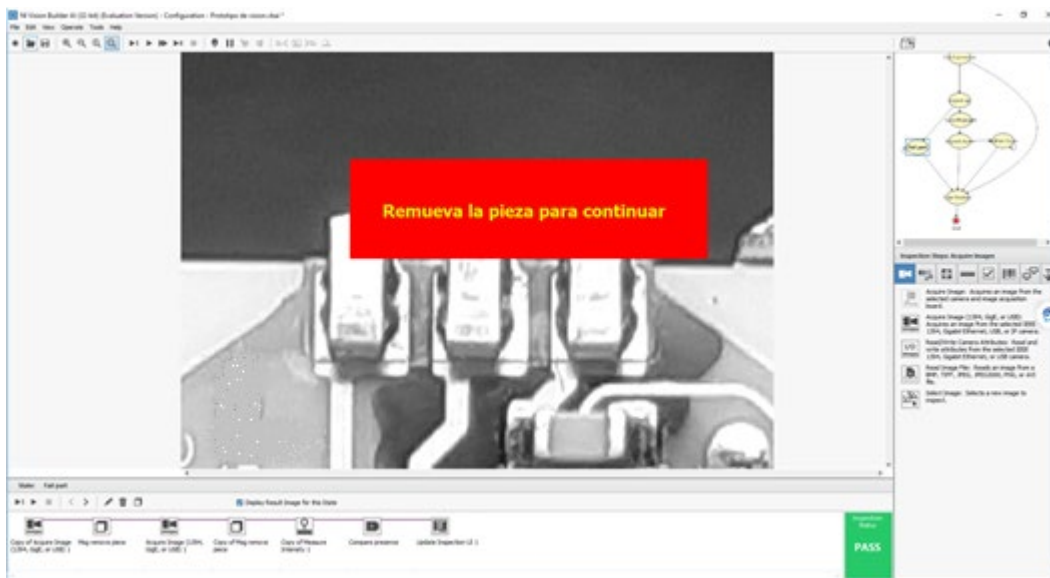 NI Vision Builder AI (32-bit) (Evaluation Version) - Configuration - Prototipo de vision.vbai *
File Edit View Operate Tools Help
Remueva la pieza para continuar
Inspection Steps: Acquire Images
Acquire Image: Acquires an image from the
selected camera and image acquisition
board.
Acquire Image (1394, GigE, or USB):
Acquires an image from the selected IEEE
1394, Gigabit Ethernet, USB, or IP camera.
Read/Write Camera Attributes: Read and
write attributes from the selected IEEE
1394, Gigabit Ethernet, or USB camera.
Read Image File: Reads an image from a
BMP, TIFF, JPEG, JPEG2000, PNG, or AVI
file.
Select Image: Selects a new image to
inspect.
State: Fail part
Display Result Image for this State
Copy of Acquire Image
(1394, GigE, or USB) 1
Msg remove piece
Acquire Image (1394,
GigE, or USB) 1
Copy of Msg remove
piece
Copy of Measure
Intensity 1
Compare presence
Update Inspection UI 1
Inspection
Status
PASS